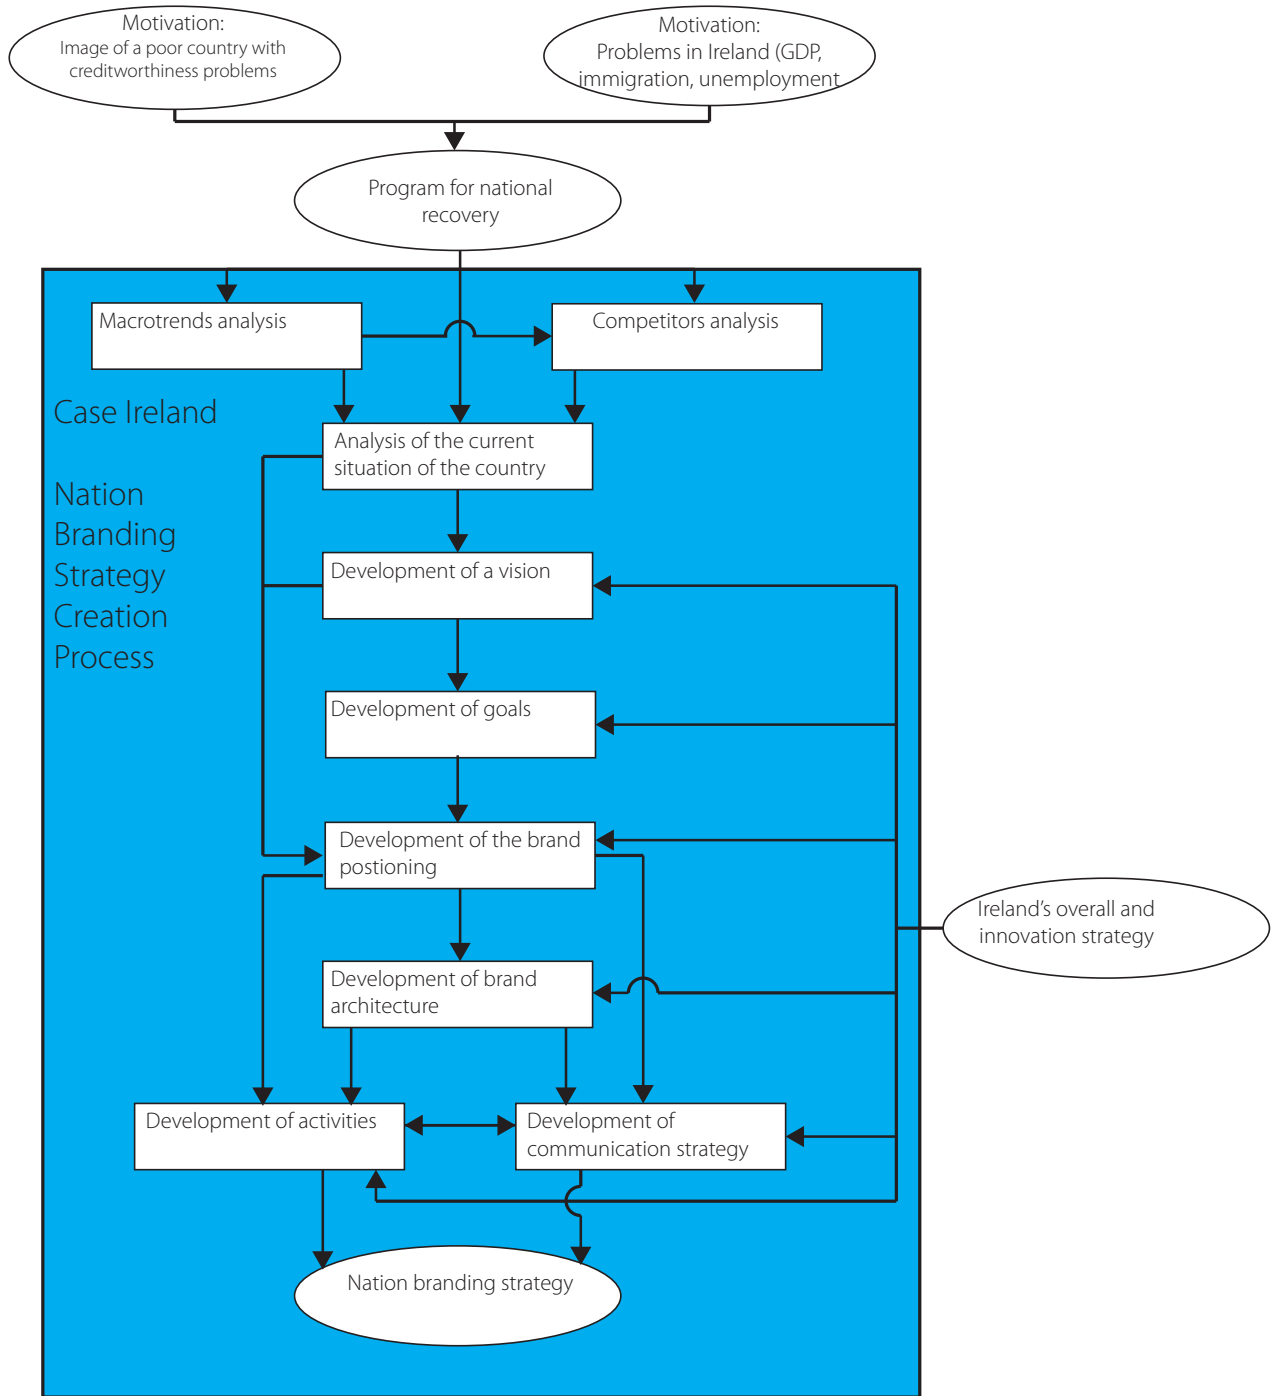 Motivation:
Image of a poor country with
creditworthiness problems
Motivation:
Problems in Ireland (GDP,
immigration, unemployment
Program for national
recovery
Macrotrends analysis
Competitors analysis
Case Ireland
Nation
Branding
Strategy
Creation
Process
Analysis of the current
situation of the country
Development of a vision
Development of goals
Development of the brand
postioning
Ireland's overall and
innovation strategy
Development of brand
architecture
Development of activities
Development of
communication strategy
Nation branding strategy